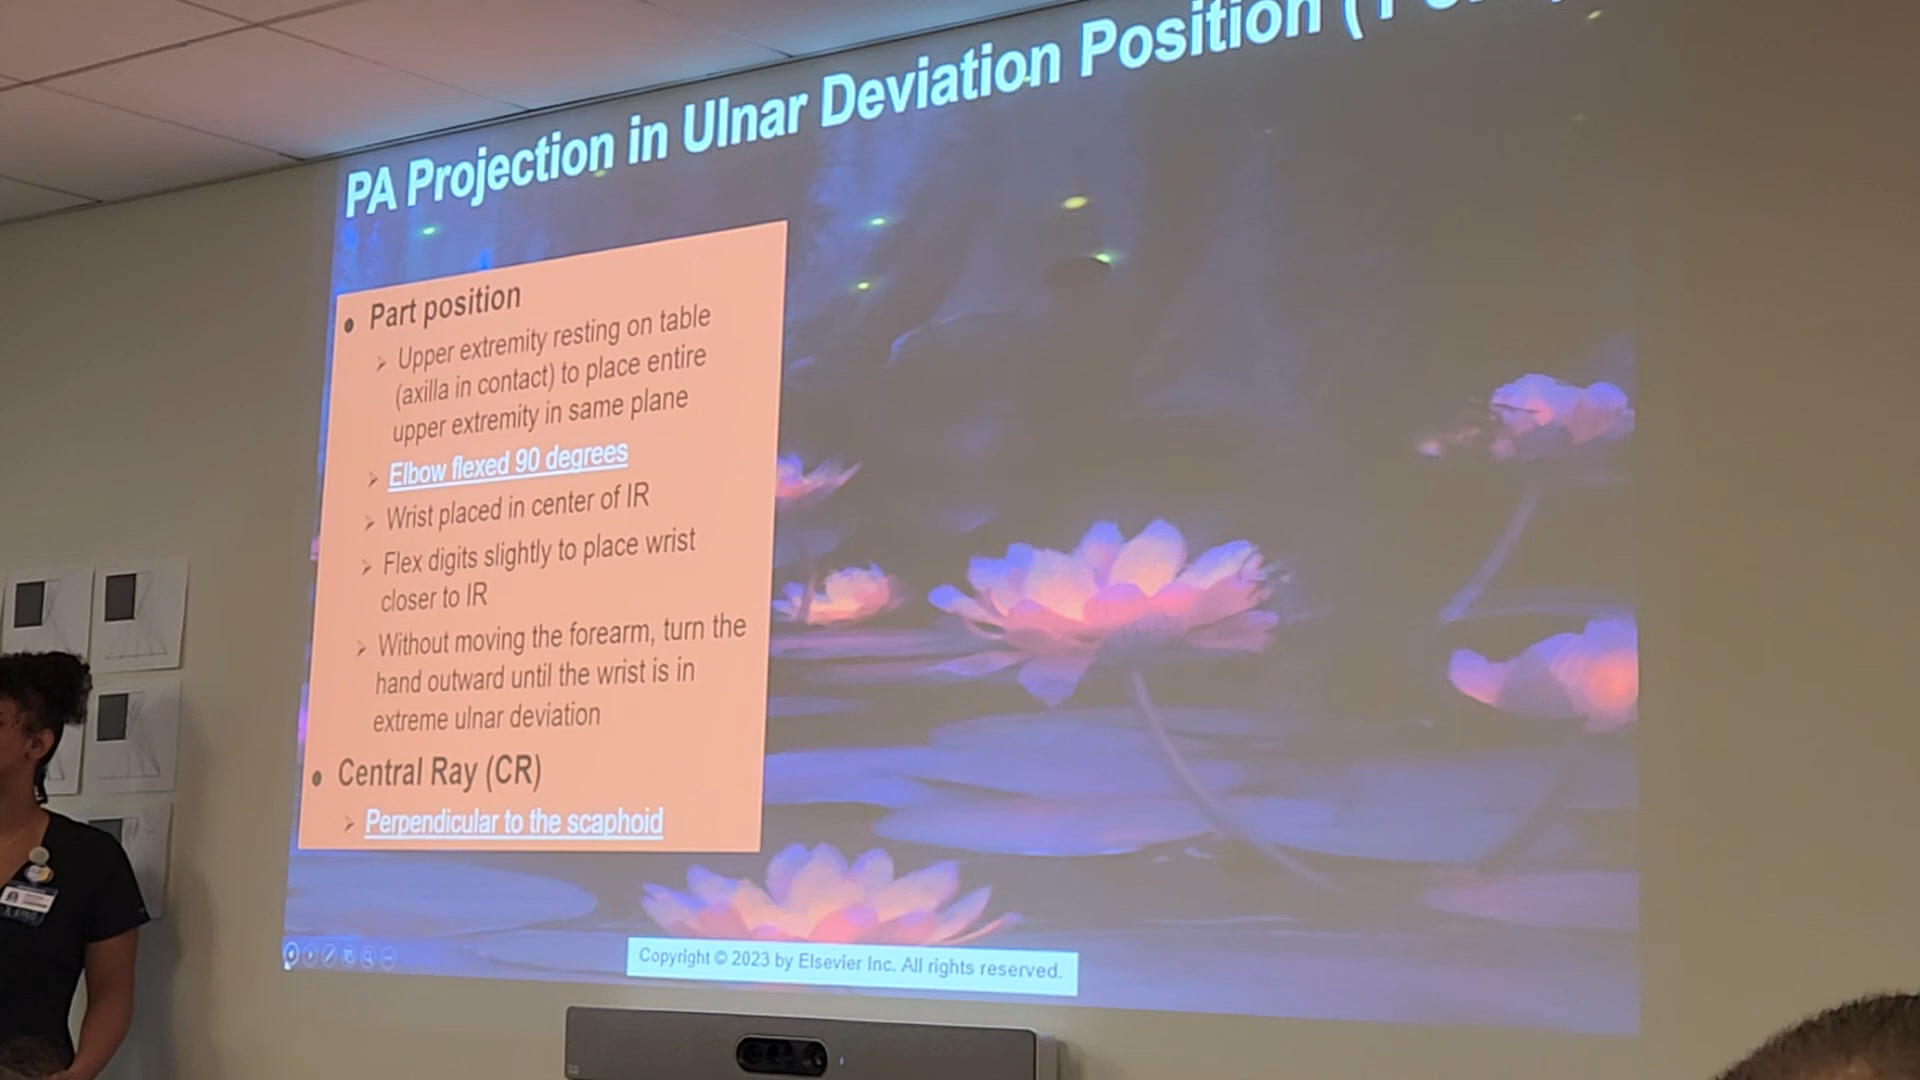 PA Projection in Ulnar Deviation Position
Part position
Upper extremity resting on table
(axilla in contact) to place entire
upper extremity in same plane
Elbow flexed 90 degrees
Wrist placed in center of IR
Flex digits slightly to place wrist
closer to IR
Without moving the forearm, turn the
hand outward until the wrist is in
extreme ulnar deviation
Central Ray (CR)
Perpendicular to the scaphoid
Copyright © 2023 by Elsevier Inc. All rights reserved.